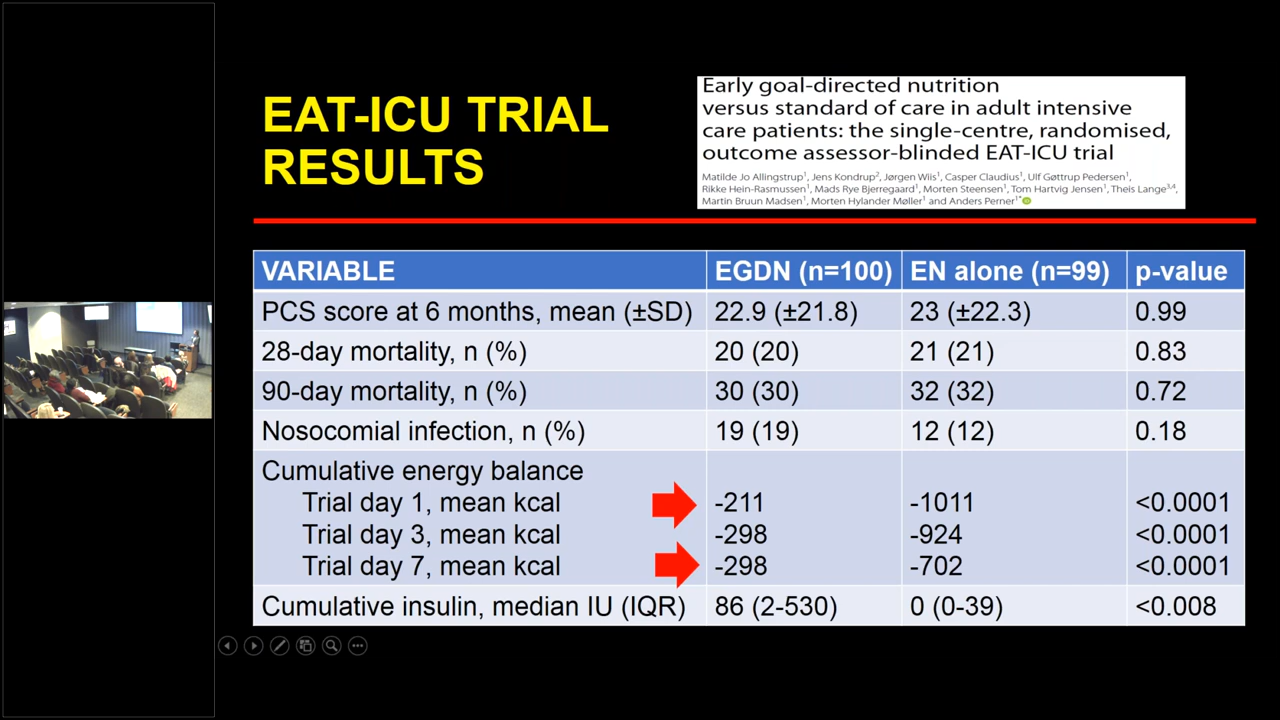 EAT-ICU TRIAL
RESULTS
Early goal-directed nutrition
versus standard of care in adult intensive
care patients: the single-centre, randomised,
outcome assessor-blinded EAT-ICU trial
Matilde Jo Allingstrup1, Jens Kondrup2, Jørgen Wiis1, Casper Claudius1, Ulf Gøttrup Pedersen1,
Rikke Hein-Rasmussen1, Mads Rye Bjerregaard1, Morten Steensen1, Tom Hartvig Jensen1, Theis Lange3,4,
Martin Bruun Madsen1, Morten Hylander Møller1 and Anders Perner1*
VARIABLE EGDN (n=100) EN alone (n=99) p-value
PCS score at 6 months, mean (±SD) 22.9 (±21.8) 23 (±22.3) 0.99
28-day mortality, n (%) 20 (20) 21 (21) 0.83
90-day mortality, n (%) 30 (30) 32 (32) 0.72
Nosocomial infection, n (%) 19 (19) 12 (12) 0.18
Cumulative energy balance
Trial day 1, mean kcal -211 -1011 <0.0001
Trial day 3, mean kcal -298 -924 <0.0001
Trial day 7, mean kcal -298 -702 <0.0001
Cumulative insulin, median IU (IQR) 86 (2-530) 0 (0-39) <0.008